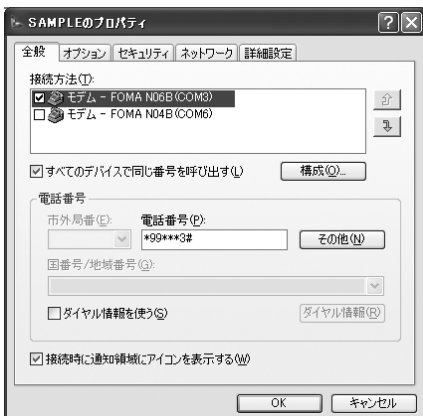 SAMPLEのプロパティ
全般 オプション セキュリティ ネットワーク 詳細設定
接続方法(T):
モデム - FOMA N06B(COM3)
モデム - FOMA N04B(COM6)
すべてのデバイスで同じ番号を呼び出す(L) 構成(O)...
電話番号
市外局番(E): 電話番号(P):
*99***3# その他(N)
国番号/地域番号(G):
ダイヤル情報を使う(S) ダイヤル情報(R)
接続時に通知領域にアイコンを表示する(W)
OK キャンセル